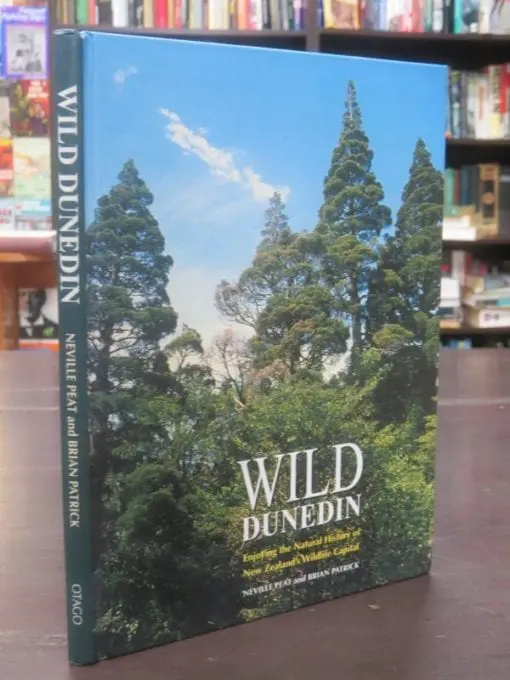 WILD DUNEDIN
NEVILLE PEAT and BRIAN PATRICK
OTAGO
WILD
DUNEDIN
Enjoying the Natural History of
New Zealand's Wildlife Capital
NEVILLE PEAT and BRIAN PATRICK